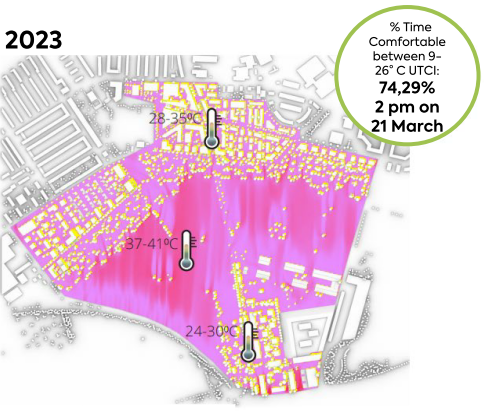 2023
% Time
Comfortable
between 9-
26° C UTCI:
74,29%
2 pm on
21 March
28-35ºC
37-41ºC
24-30ºC